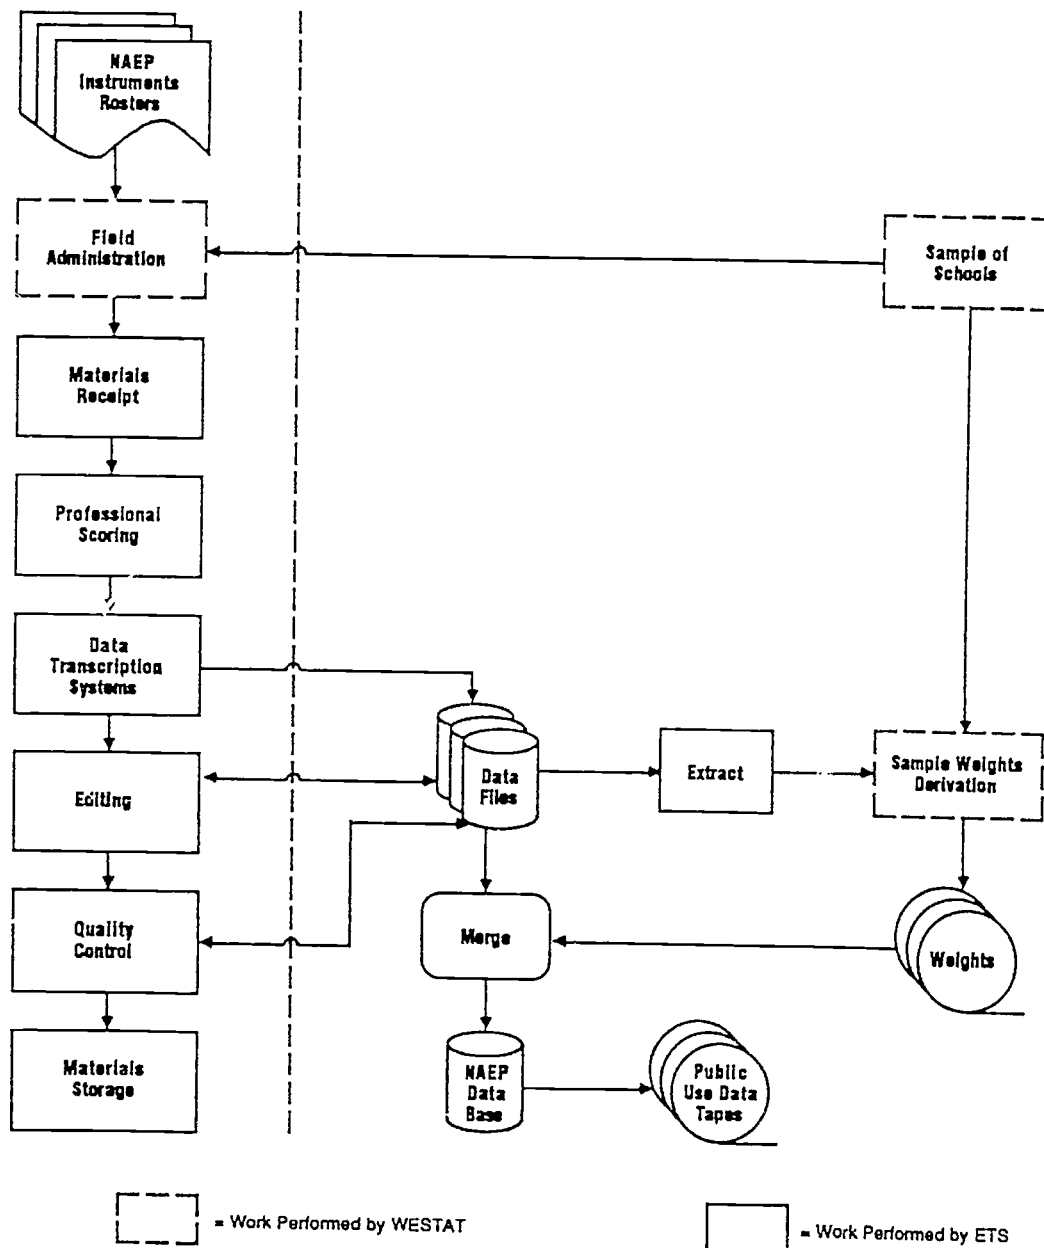 NAEP
Instruments
Rosters
Field
Administration
Sample of
Schools
Materials
Receipt
Professional
Scoring
Data
Transcription
Systems
Editing
Data
Files
Extract
Sample Weights
Derivation
Quality
Control
Merge
Weights
Materials
Storage
NAEP
Data
Base
Public
Use Data
Tapes
= Work Performed by WESTAT
= Work Performed by ETS